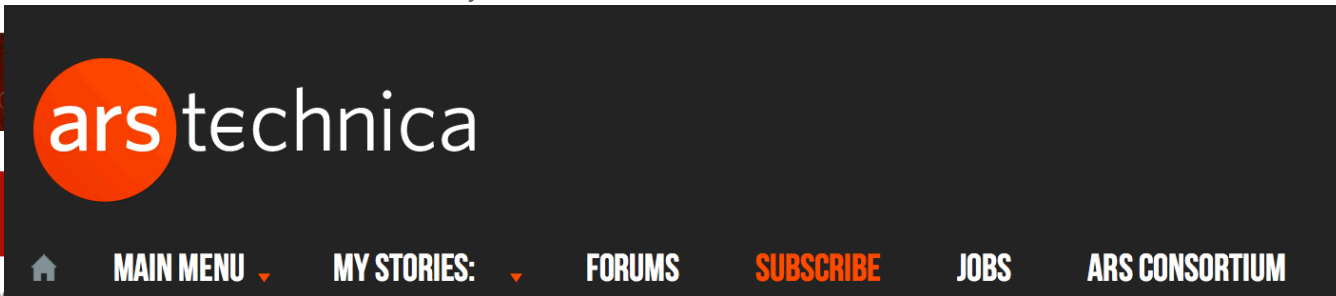 ars technica
MAIN MENU MY STORIES: FORUMS SUBSCRIBE JOBS ARS CONSORTIUM